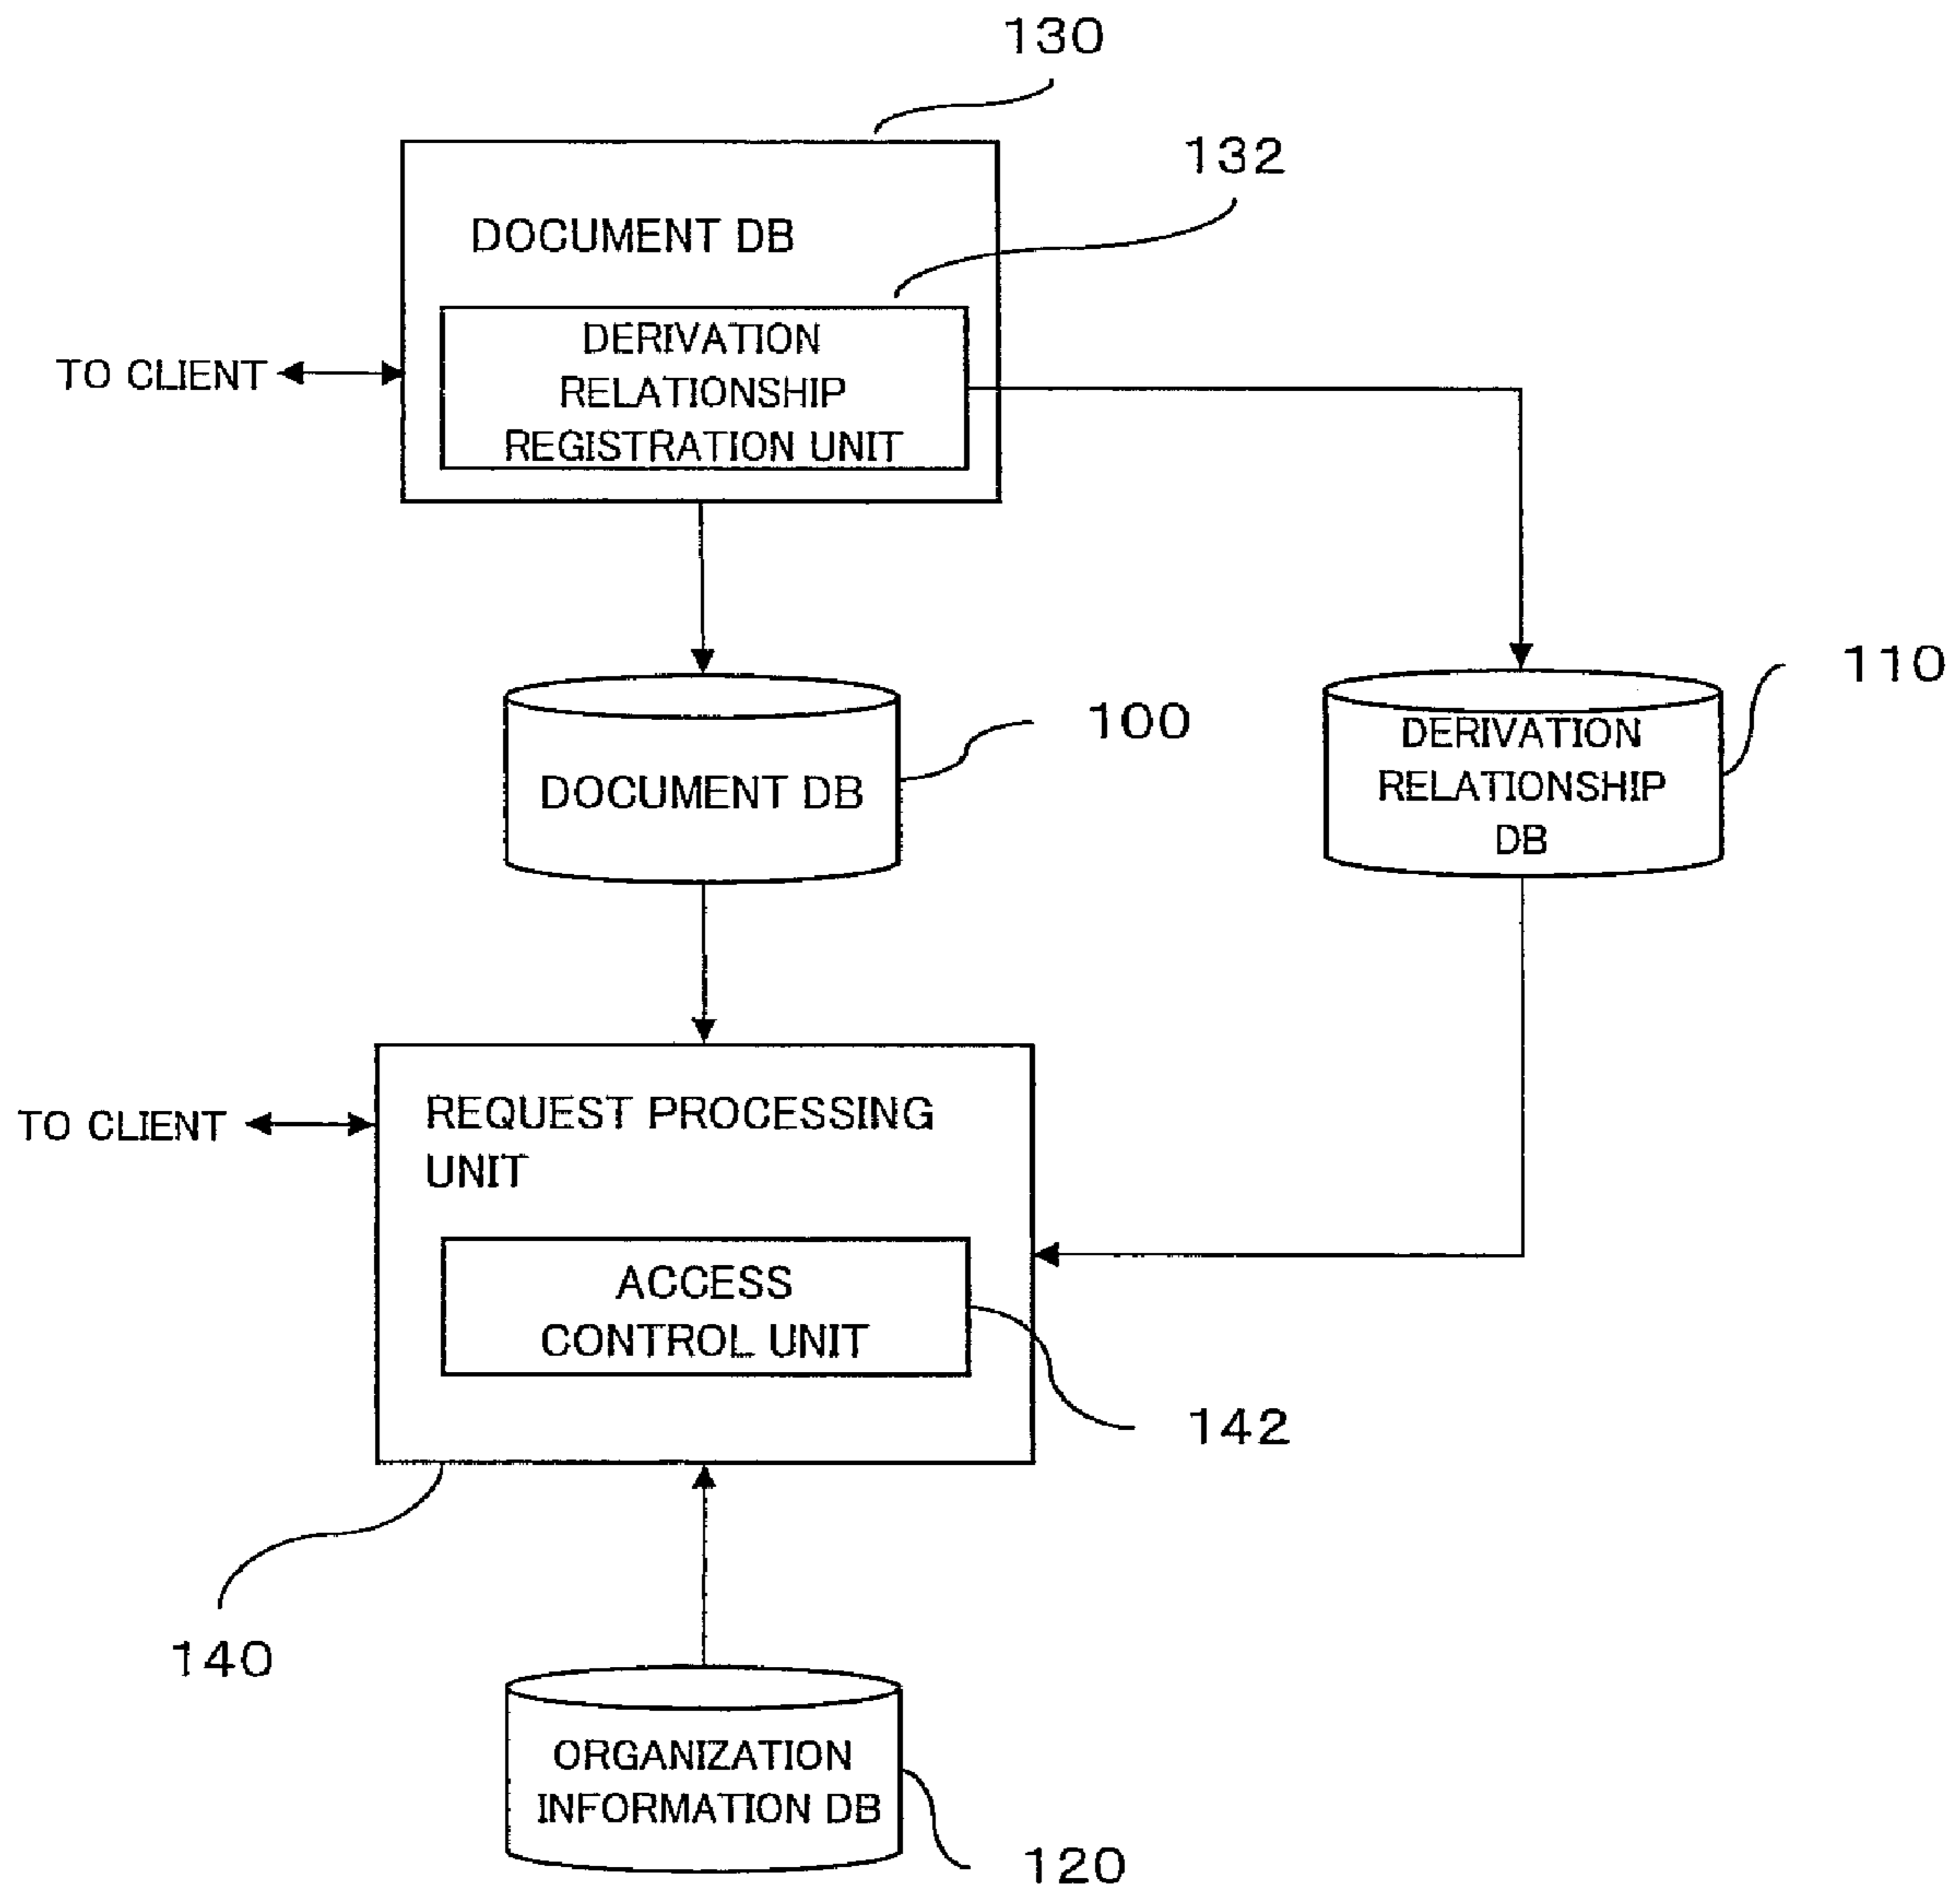 130
132
DOCUMENT DB
DERIVATION
RELATIONSHIP
REGISTRATION UNIT
TO CLIENT
110
100
DERIVATION
RELATIONSHIP
DB
DOCUMENT DB
REQUEST PROCESSING
UNIT
TO CLIENT
ACCESS
CONTROL UNIT
142
140
ORGANIZATION
INFORMATION DB
120